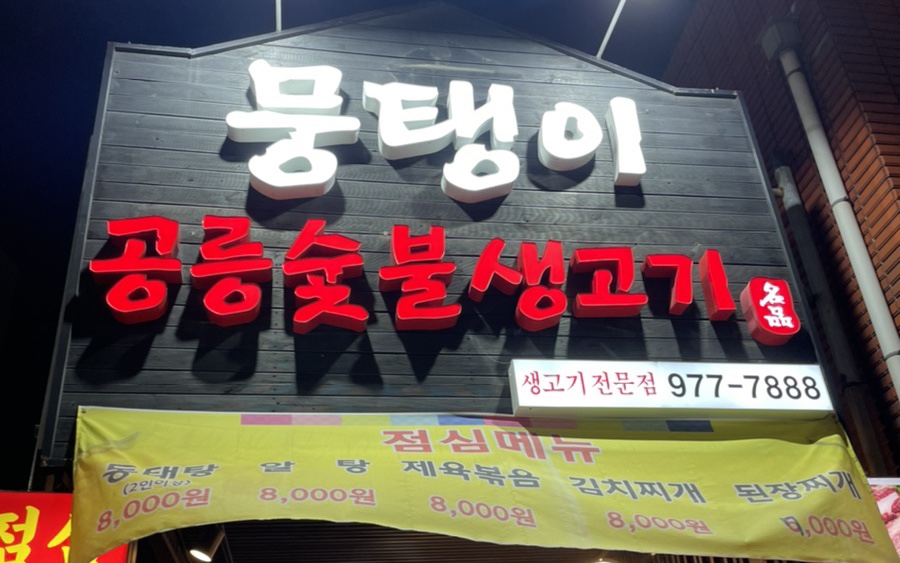 뭉탱이
공릉숯불생고기 名品
생고기전문점 977-7888
점심메뉴
동태탕 알탕 제육볶음 김치찌개 된장찌개
(2인이상)
8,000원 8,000원 8,000원 8,000원 8,000원
점심